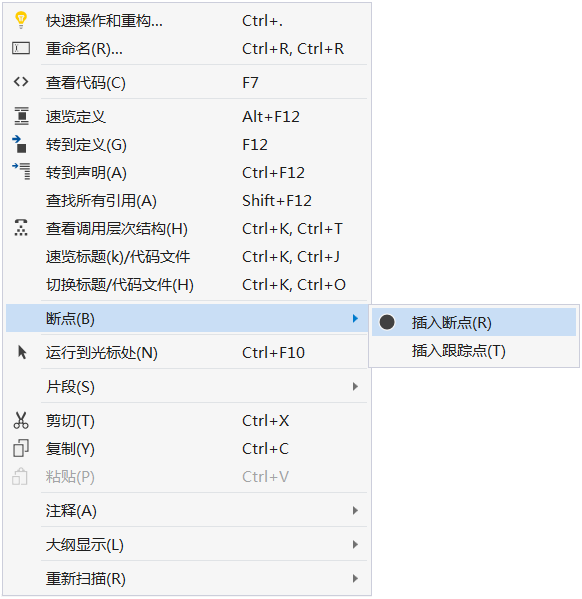 快速操作和重构... Ctrl+.
重命名(R)... Ctrl+R, Ctrl+R
查看代码(C) F7
速览定义 Alt+F12
转到定义(G) F12
转到声明(A) Ctrl+F12
查找所有引用(A) Shift+F12
查看调用层次结构(H) Ctrl+K, Ctrl+T
速览标题(k)/代码文件 Ctrl+K, Ctrl+J
切换标题/代码文件(H) Ctrl+K, Ctrl+O
断点(B)
插入断点(R)
插入跟踪点(T)
运行到光标处(N) Ctrl+F10
片段(S)
剪切(T) Ctrl+X
复制(Y) Ctrl+C
粘贴(P) Ctrl+V
注释(A)
大纲显示(L)
重新扫描(R)